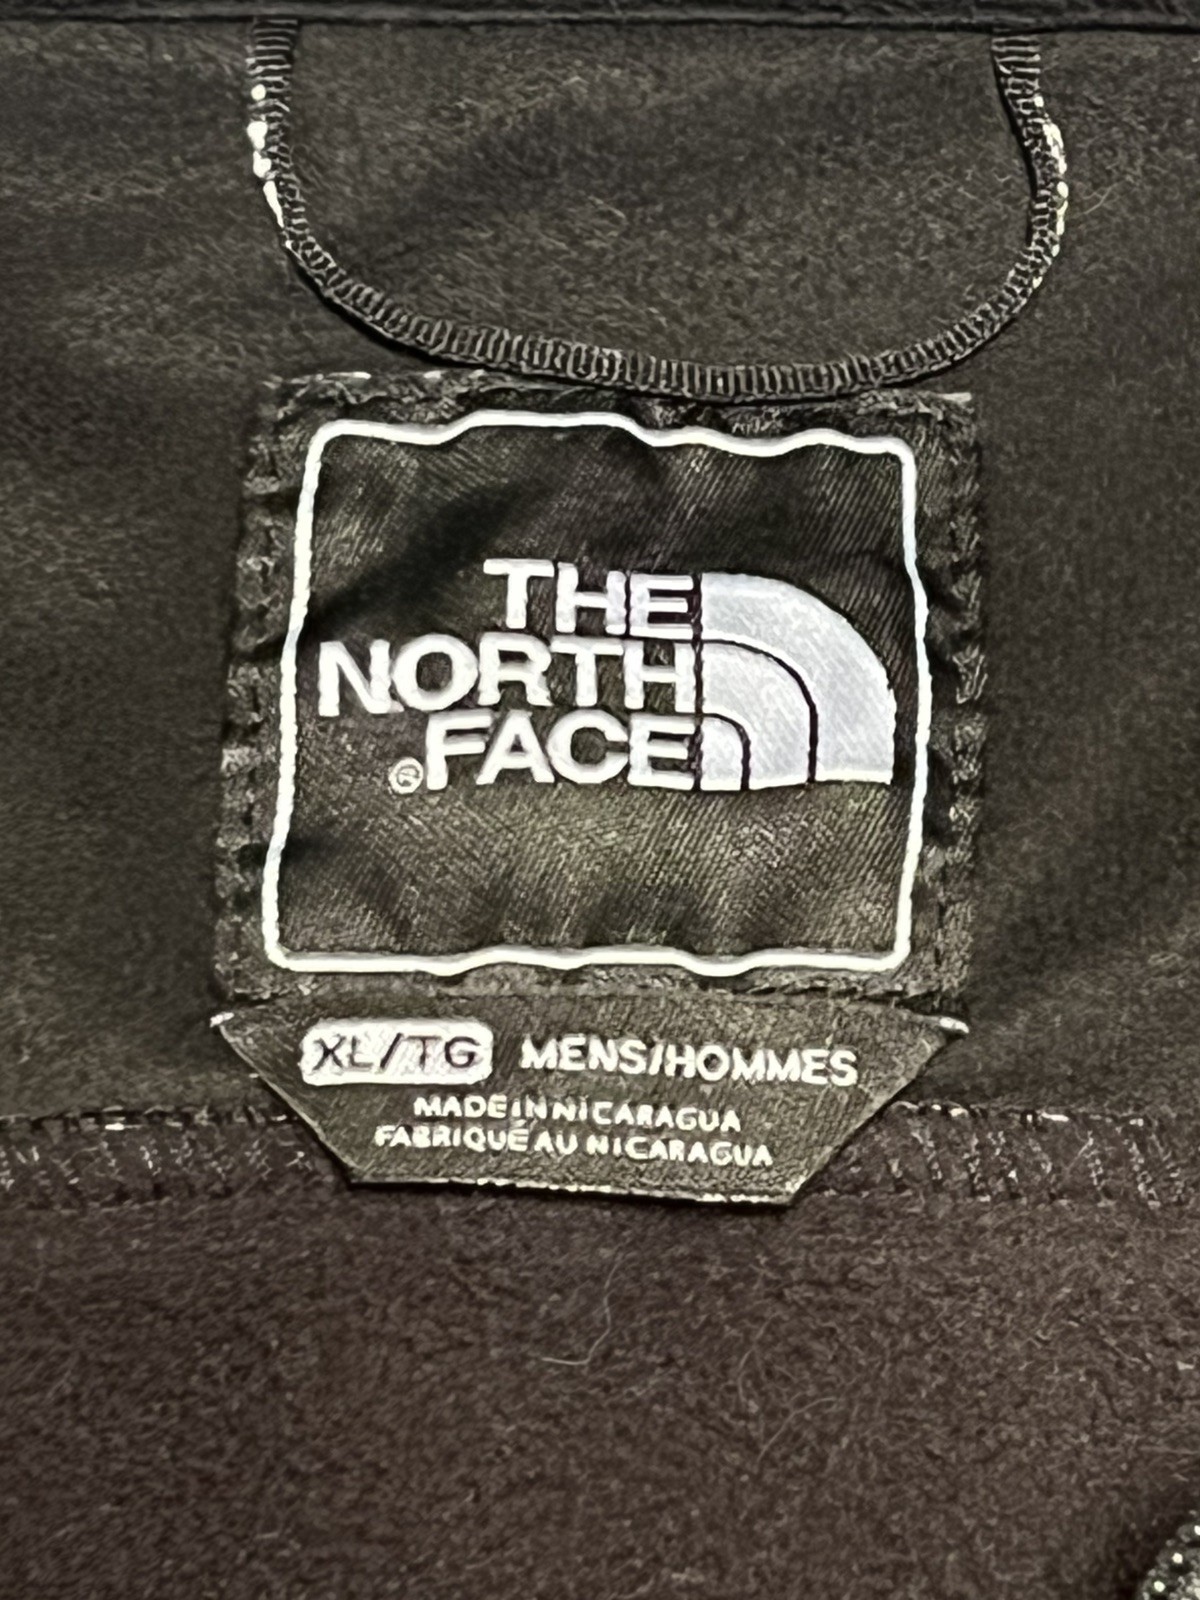 THE
NORTH
FACE
®
XL/TG MENS/HOMMES
MADE IN NICARAGUA
FABRIQUÉ AU NICARAGUA